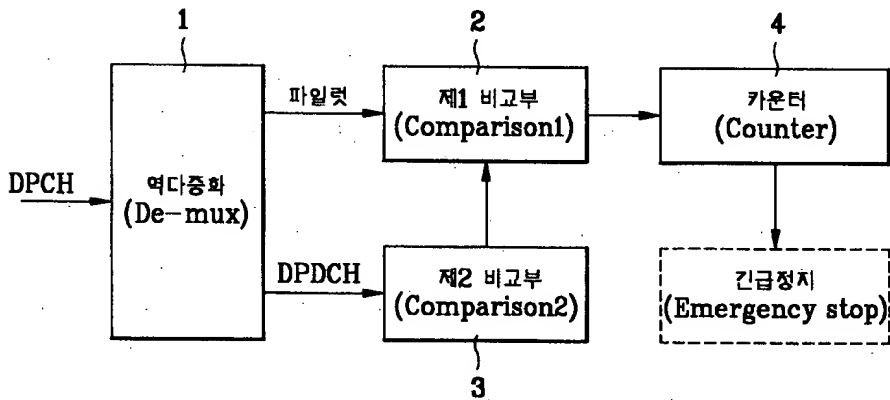 1
2
4
파일럿
제1 비교부
(Comparison1)
카운터
(Counter)
DPCH
역다중화
(De-mux)
DPDCH
제2 비교부
(Comparison2)
긴급정치
(Emergency stop)
3